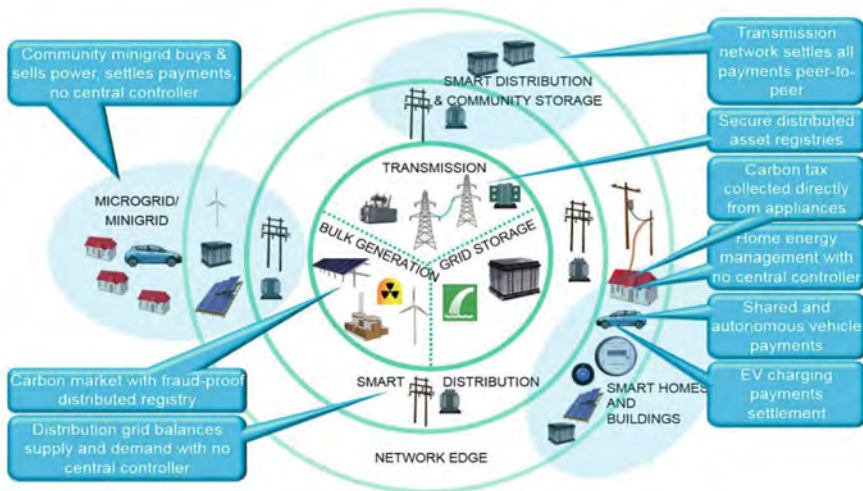 Community minigrid buys &
sells power, settles payments,
no central controller
SMART DISTRIBUTION
& COMMUNITY STORAGE
Transmission
network settles all
payments peer-to-
peer
Secure distributed
asset registries
TRANSMISSION
Carbon tax
collected directly
from appliances
MICROGRID/
MINIGRID
BULK GENERATION
GRID STORAGE
Home energy
management with
no central controller
Shared and
autonomous vehicle
payments
Carbon market with fraud-proof
distributed registry
SMART DISTRIBUTION
SMART HOMES
AND
BUILDINGS
EV charging
payments
settlement
Distribution grid balances
supply and demand with no
central controller
NETWORK EDGE